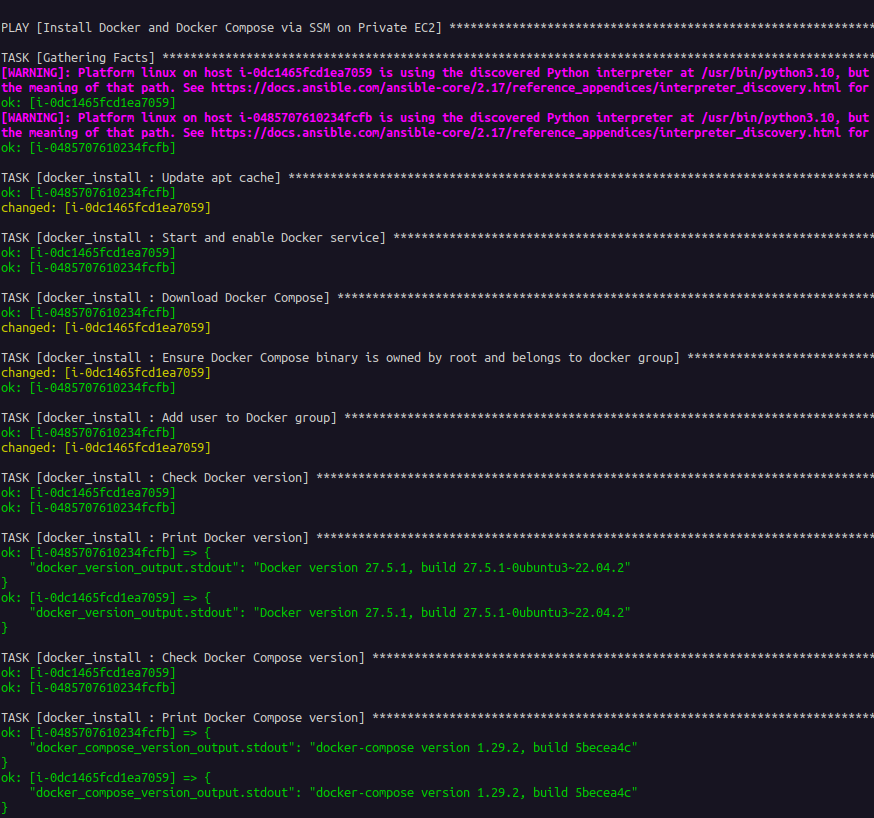 PLAY [Install Docker and Docker Compose via SSM on Private EC2] *************************************************************
TASK [Gathering Facts] ******************************************************************************************************
[WARNING]: Platform linux on host i-0dc1465fcd1ea7059 is using the discovered Python interpreter at /usr/bin/python3.10, but
the meaning of that path. See https://docs.ansible.com/ansible-core/2.17/reference_appendices/interpreter_discovery.html for
ok: [i-0dc1465fcd1ea7059]
[WARNING]: Platform linux on host i-0485707610234fcfb is using the discovered Python interpreter at /usr/bin/python3.10, but
the meaning of that path. See https://docs.ansible.com/ansible-core/2.17/reference_appendices/interpreter_discovery.html for
ok: [i-0485707610234fcfb]
TASK [docker_install : Update apt cache] ************************************************************************************
ok: [i-0485707610234fcfb]
changed: [i-0dc1465fcd1ea7059]
TASK [docker_install : Start and enable Docker service] *********************************************************************
ok: [i-0dc1465fcd1ea7059]
ok: [i-0485707610234fcfb]
TASK [docker_install : Download Docker Compose] *****************************************************************************
ok: [i-0485707610234fcfb]
changed: [i-0dc1465fcd1ea7059]
TASK [docker_install : Ensure Docker Compose binary is owned by root and belongs to docker group] ***************************
changed: [i-0dc1465fcd1ea7059]
ok: [i-0485707610234fcfb]
TASK [docker_install : Add user to Docker group] ****************************************************************************
ok: [i-0485707610234fcfb]
changed: [i-0dc1465fcd1ea7059]
TASK [docker_install : Check Docker version] ********************************************************************************
ok: [i-0dc1465fcd1ea7059]
ok: [i-0485707610234fcfb]
TASK [docker_install : Print Docker version] ********************************************************************************
ok: [i-0485707610234fcfb] => {
    "docker_version_output.stdout": "Docker version 27.5.1, build 27.5.1-0ubuntu3~22.04.2"
}
ok: [i-0dc1465fcd1ea7059] => {
    "docker_version_output.stdout": "Docker version 27.5.1, build 27.5.1-0ubuntu3~22.04.2"
}
TASK [docker_install : Check Docker Compose version] ************************************************************************
ok: [i-0dc1465fcd1ea7059]
ok: [i-0485707610234fcfb]
TASK [docker_install : Print Docker Compose version] ************************************************************************
ok: [i-0485707610234fcfb] => {
    "docker_compose_version_output.stdout": "docker-compose version 1.29.2, build 5becea4c"
}
ok: [i-0dc1465fcd1ea7059] => {
    "docker_compose_version_output.stdout": "docker-compose version 1.29.2, build 5becea4c"
}